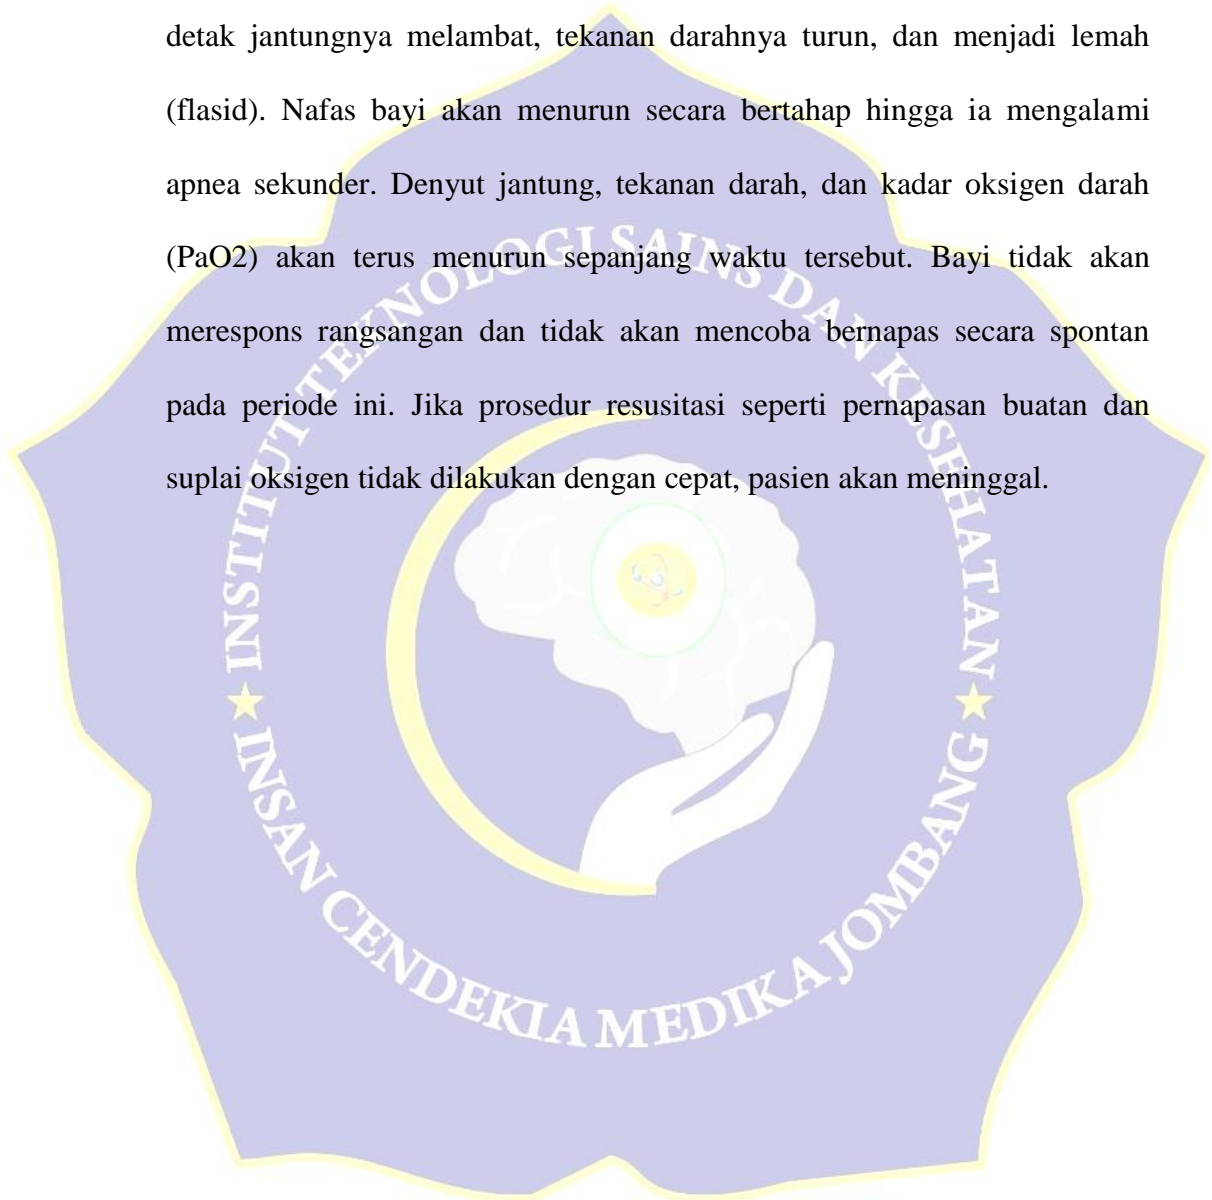 detak jantungnya melambat, tekanan darahnya turun, dan menjadi lemah
(flasid). Nafas bayi akan menurun secara bertahap hingga ia mengalami
apnea sekunder. Denyut jantung, tekanan darah, dan kadar oksigen darah
(PaO2) akan terus menurun sepanjang waktu tersebut. Bayi tidak akan
merespons rangsangan dan tidak akan mencoba bernapas secara spontan
pada periode ini. Jika prosedur resusitasi seperti pernapasan buatan dan
suplai oksigen tidak dilakukan dengan cepat, pasien akan meninggal.
INSTITUT TEKNOLOGI SAINS DAN KESEHATAN
INSAN CENDEKIA MEDIKA JOMBANG